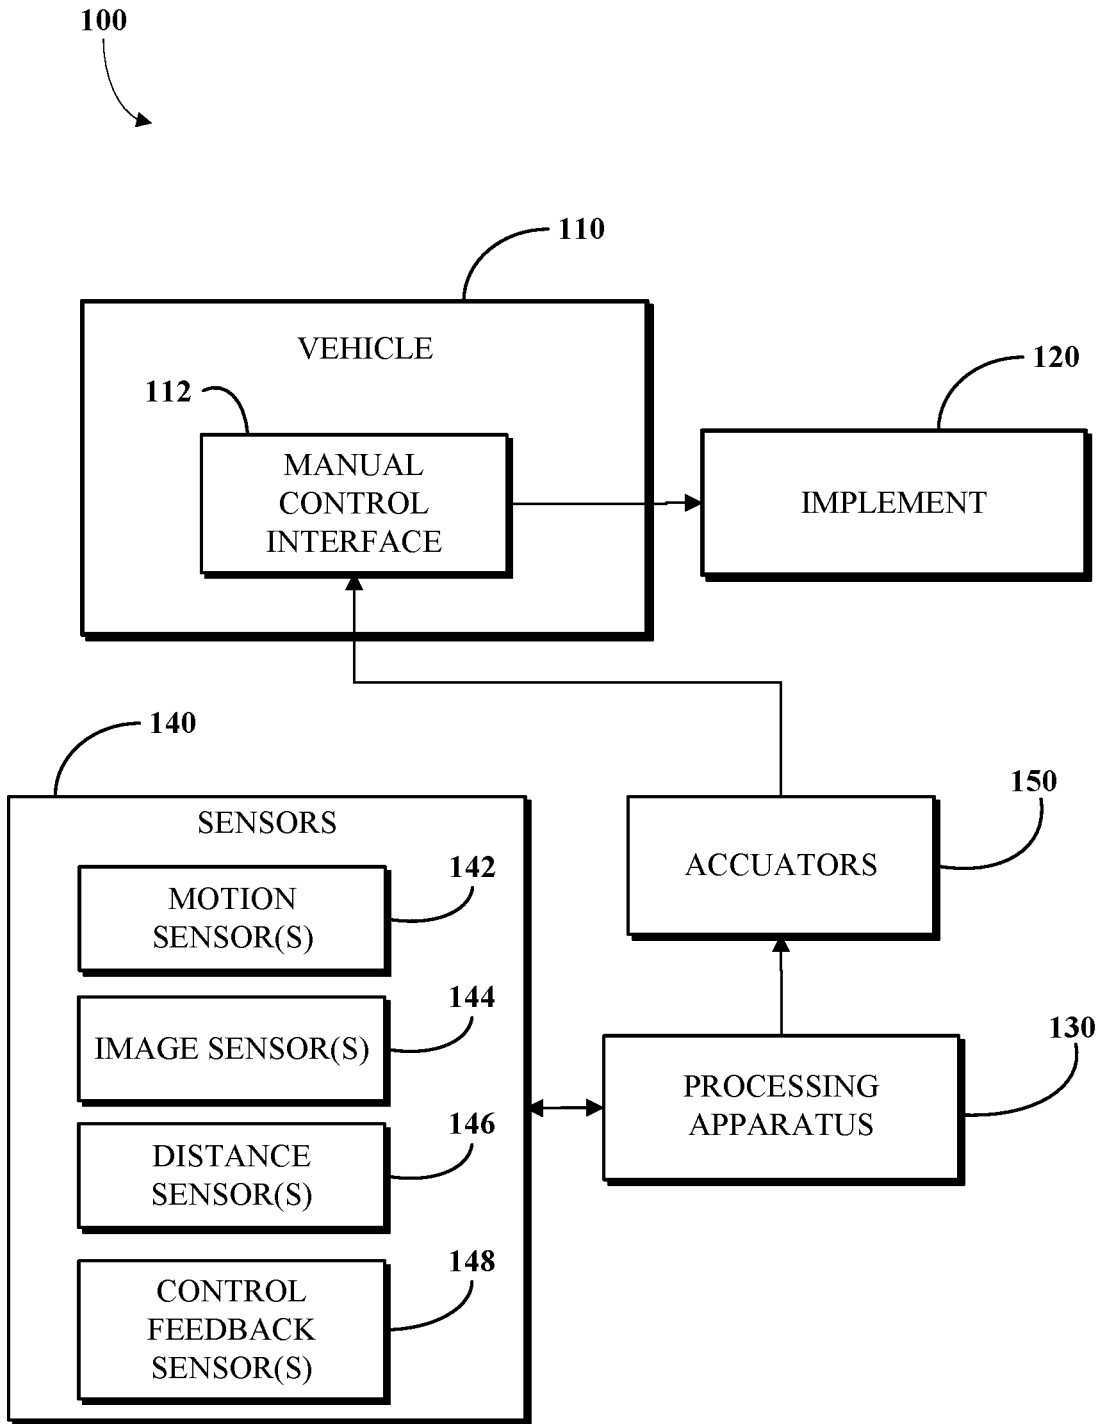 100
110
VEHICLE
120
112
MANUAL
CONTROL
INTERFACE
IMPLEMENT
140
150
SENSORS
ACCUATORS
142
MOTION
SENSOR(S)
144
IMAGE SENSOR(S)
130
PROCESSING
APPARATUS
146
DISTANCE
SENSOR(S)
148
CONTROL
FEEDBACK
SENSOR(S)